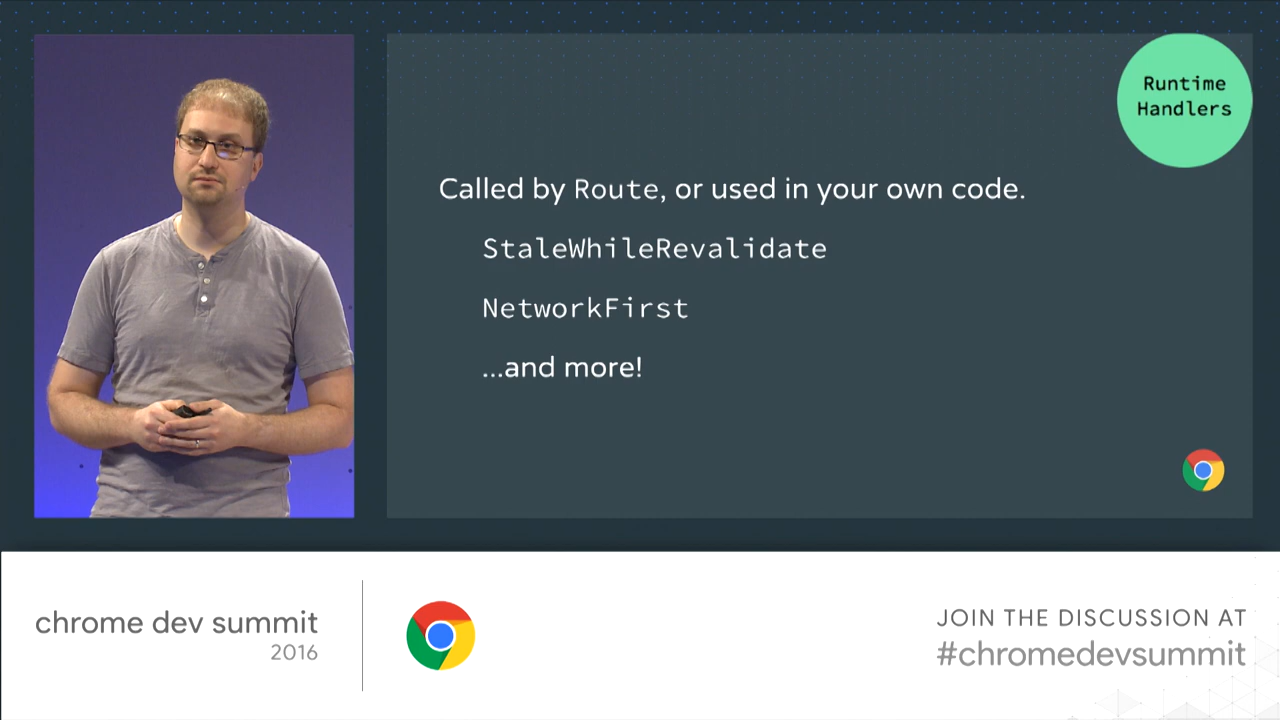 Runtime
Handlers
Called by Route, or used in your own code.
StaleWhileRevalidate
NetworkFirst
...and more!
chrome dev summit
2016
JOIN THE DISCUSSION AT
#chromedevsummit